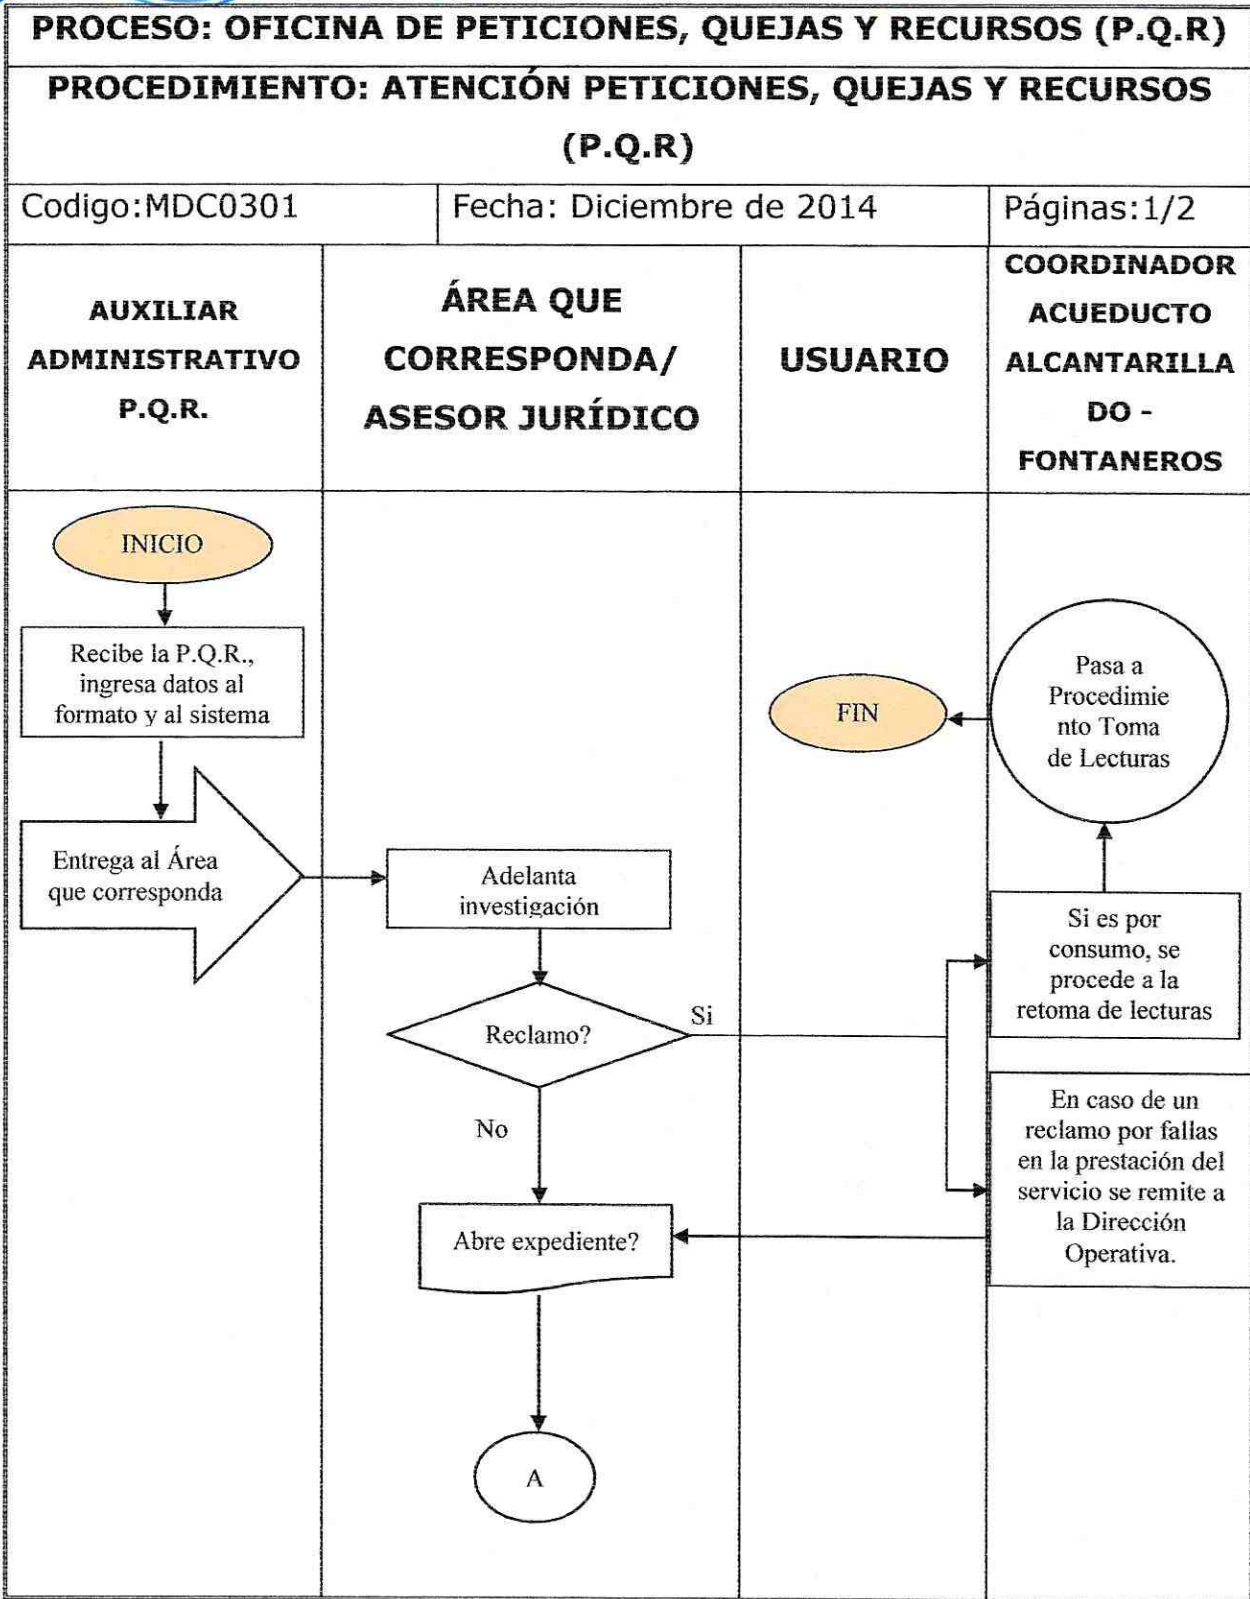 PROCESO: OFICINA DE PETICIONES, QUEJAS Y RECURSOS (P.Q.R)
PROCEDIMIENTO: ATENCIÓN PETICIONES, QUEJAS Y RECURSOS
(P.Q.R)
Codigo:MDC0301
Fecha: Diciembre de 2014
Páginas:1/2
AUXILIAR
ADMINISTRATIVO
P.Q.R.
ÁREA QUE
CORRESPONDA/
ASESOR JURÍDICO
USUARIO
COORDINADOR
ACUEDUCTO
ALCANTARILLA
DO -
FONTANEROS
INICIO
Recibe la P.Q.R.,
ingresa datos al
formato y al sistema
Entrega al Área
que corresponda
Adelanta
investigación
Reclamo?
Si
No
Abre expediente?
A
FIN
Pasa a
Procedimie
nto Toma
de Lecturas
Si es por
consumo, se
procede a la
retoma de lecturas
En caso de un
reclamo por fallas
en la prestación del
servicio se remite a
la Dirección
Operativa.